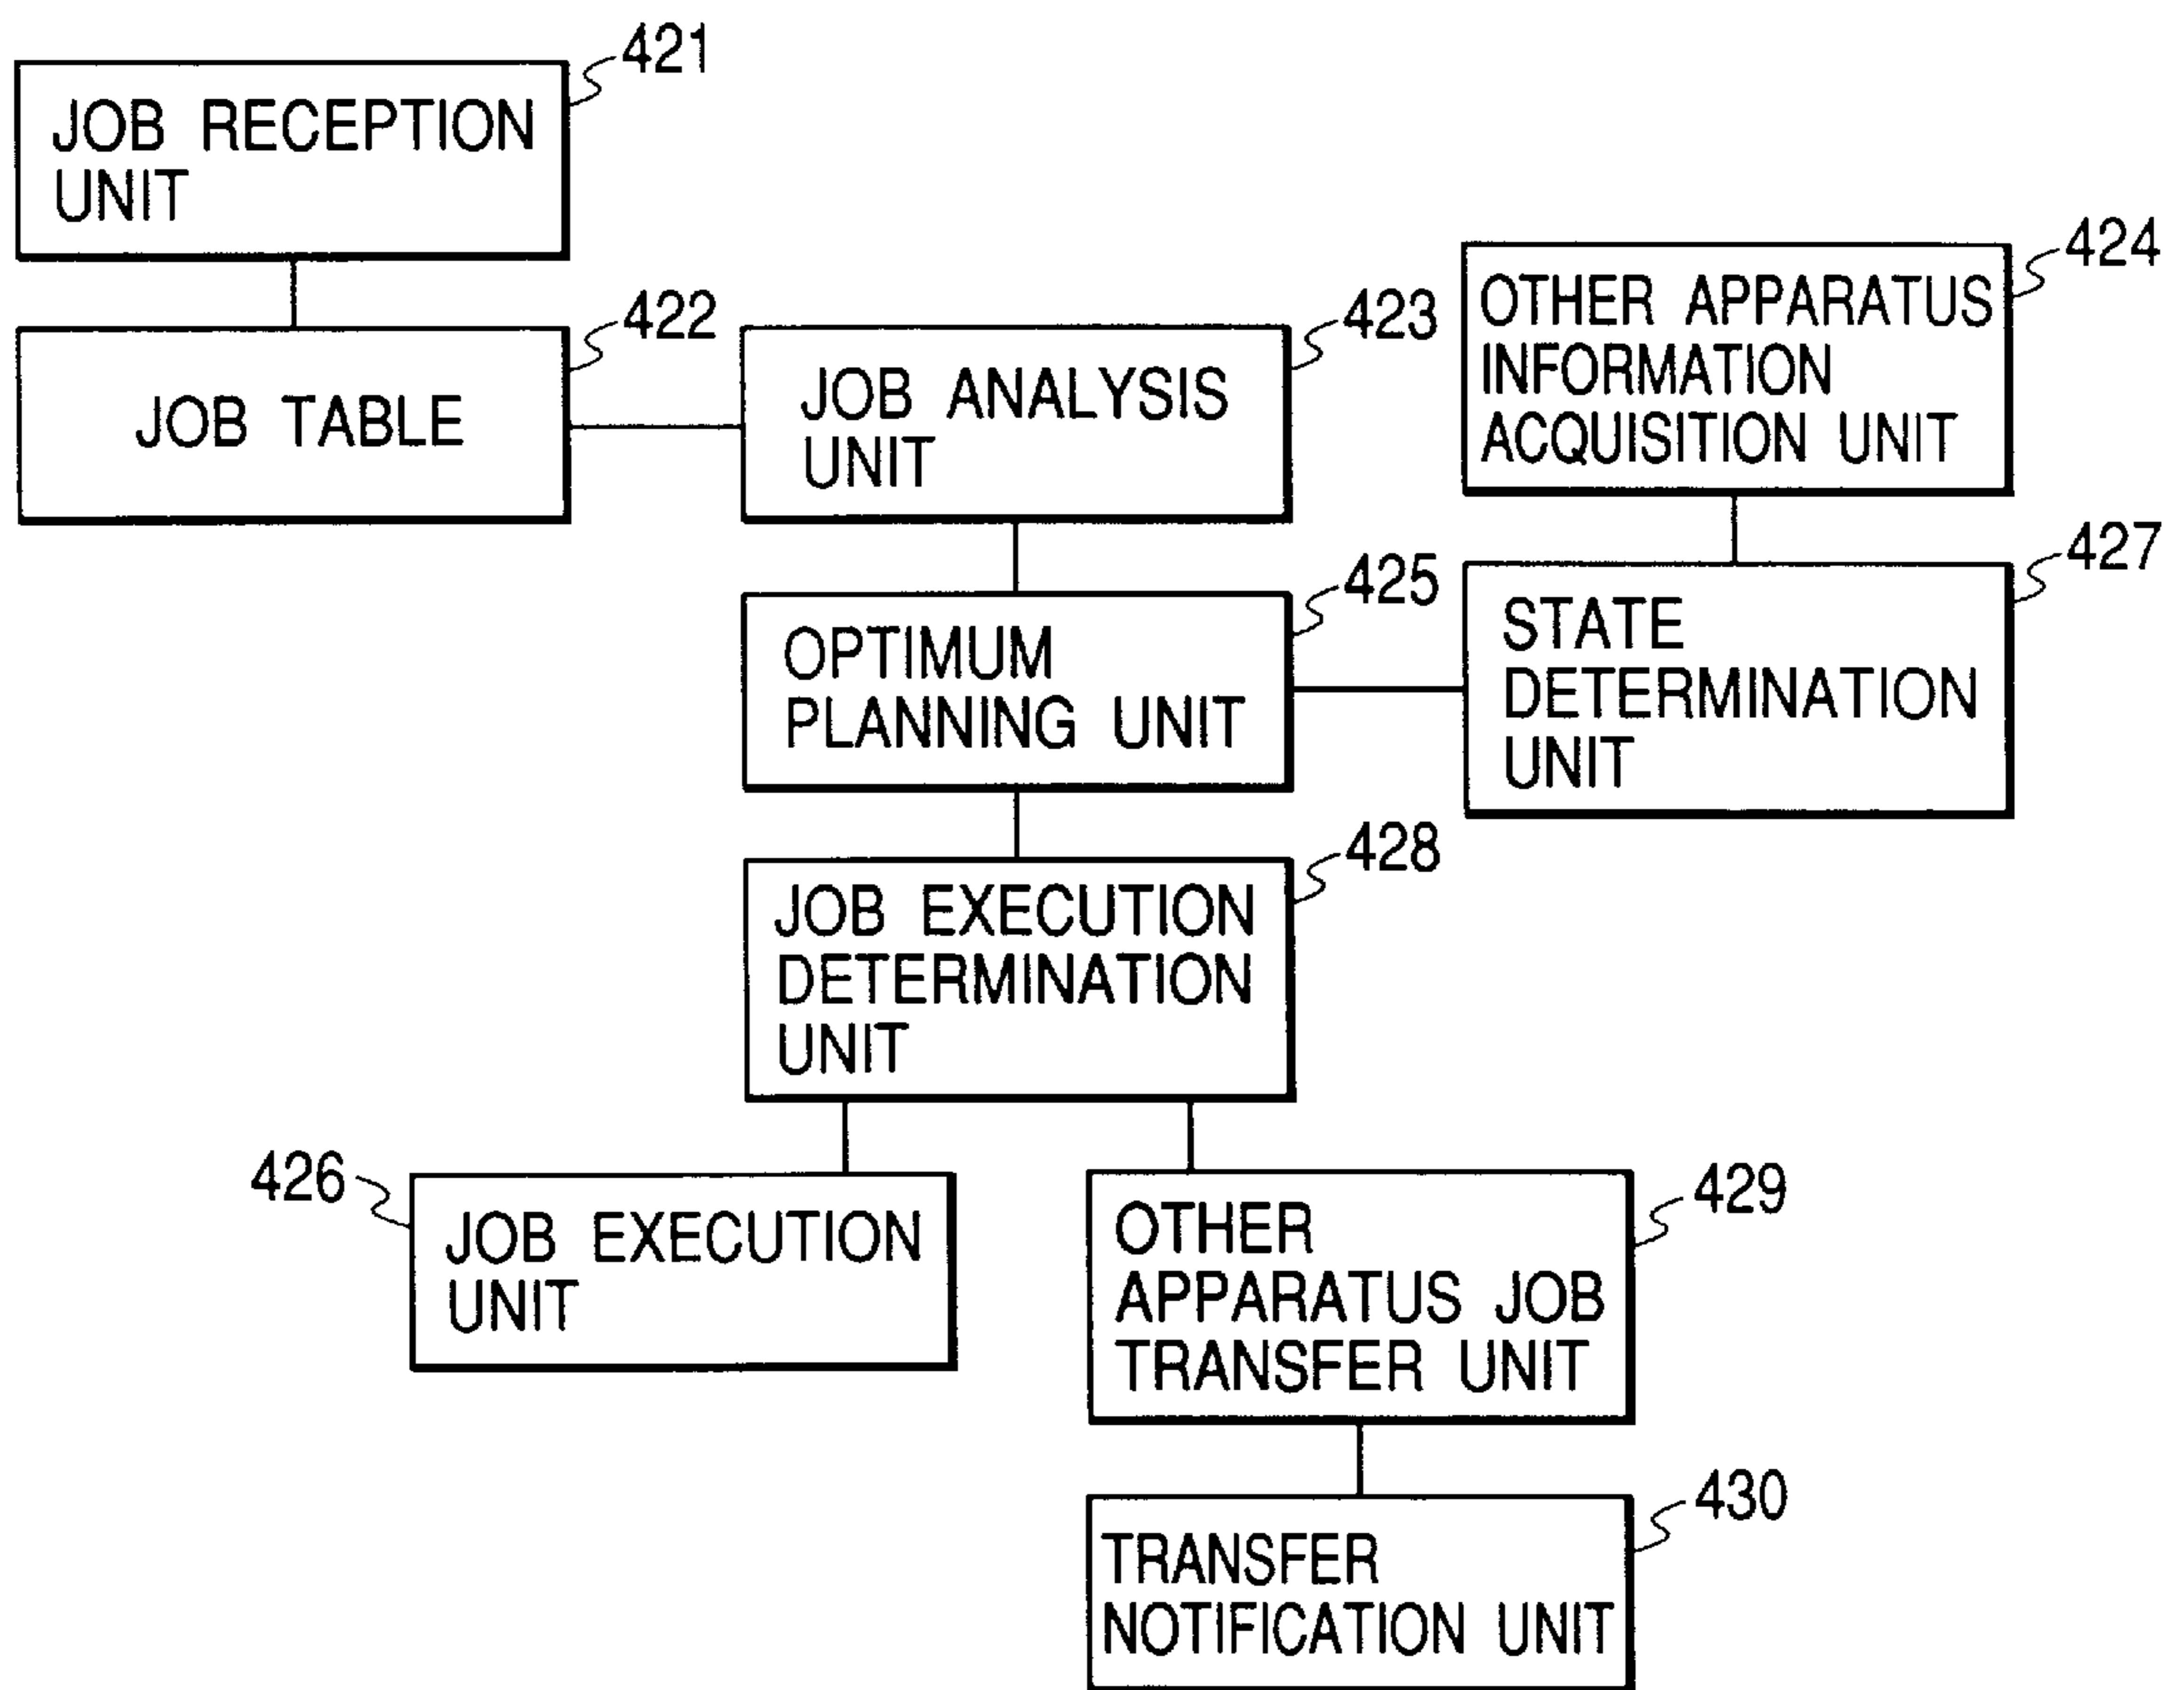 421
JOB RECEPTION
UNIT
422
JOB TABLE
423
JOB ANALYSIS
UNIT
424
OTHER APPARATUS
INFORMATION
ACQUISITION UNIT
425
OPTIMUM
PLANNING UNIT
427
STATE
DETERMINATION
UNIT
428
JOB EXECUTION
DETERMINATION
UNIT
426
JOB EXECUTION
UNIT
429
OTHER
APPARATUS JOB
TRANSFER UNIT
430
TRANSFER
NOTIFICATION UNIT